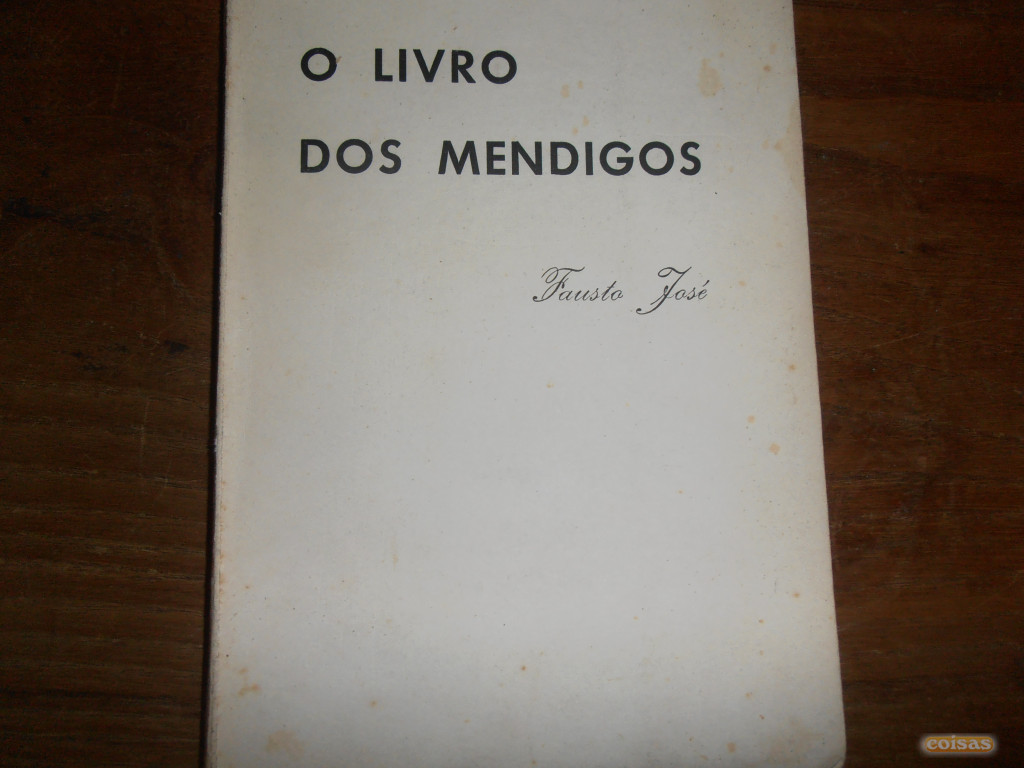 O LIVRO
DOS MENDIGOS
Fausto José
coisas